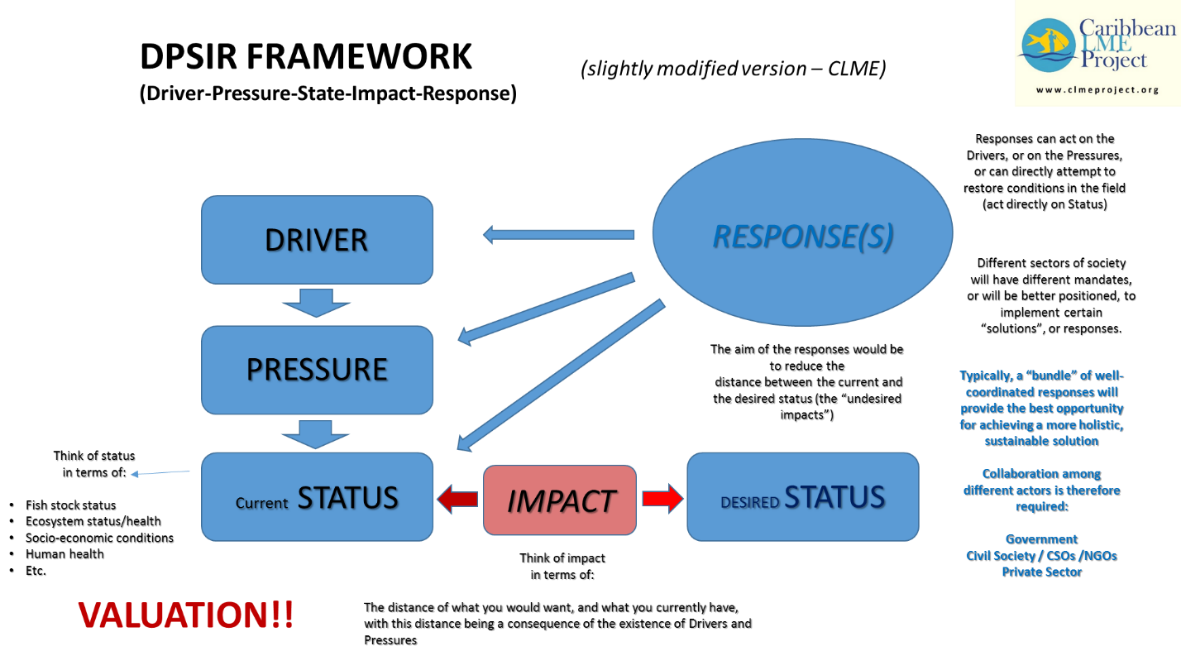 DPSIR FRAMEWORK
(slightly modified version – CLME)
(Driver-Pressure-State-Impact-Response)
Caribbean
LME
Project
www.clmeproject.org
Responses can act on the
Drivers, or on the Pressures,
or can directly attempt to
restore conditions in the field
(act directly on Status)
DRIVER
RESPONSE(S)
Different sectors of society
will have different mandates,
or will be better positioned, to
implement certain
“solutions”, or responses.
PRESSURE
The aim of the responses would be
to reduce the
distance between the current and
the desired status (the “undesired
impacts”)
Typically, a “bundle” of well-
coordinated responses will
provide the best opportunity
for achieving a more holistic,
sustainable solution
Think of status
in terms of:
• Fish stock status
• Ecosystem status/health
• Socio-economic conditions
• Human health
• Etc.
Current STATUS
IMPACT
DESIRED STATUS
Collaboration among
different actors is therefore
required:
Government
Civil Society / CSOs /NGOs
Private Sector
Think of impact
in terms of:
VALUATION!!
The distance of what you would want, and what you currently have,
with this distance being a consequence of the existence of Drivers and
Pressures